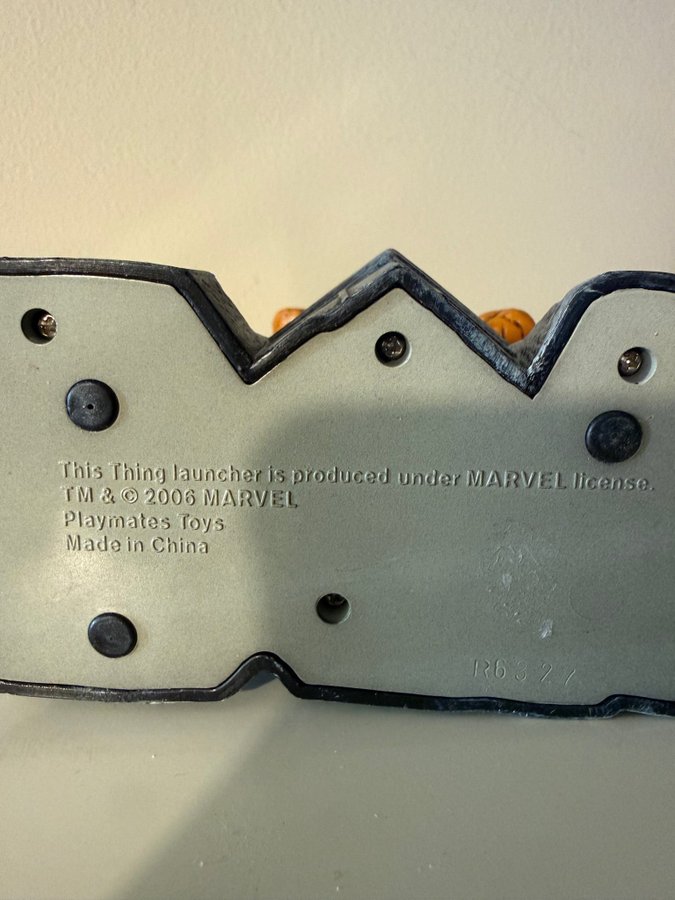 This Thing launcher is produced under MARVEL license.
TM & © 2006 MARVEL
Playmates Toys
Made in China
R6327